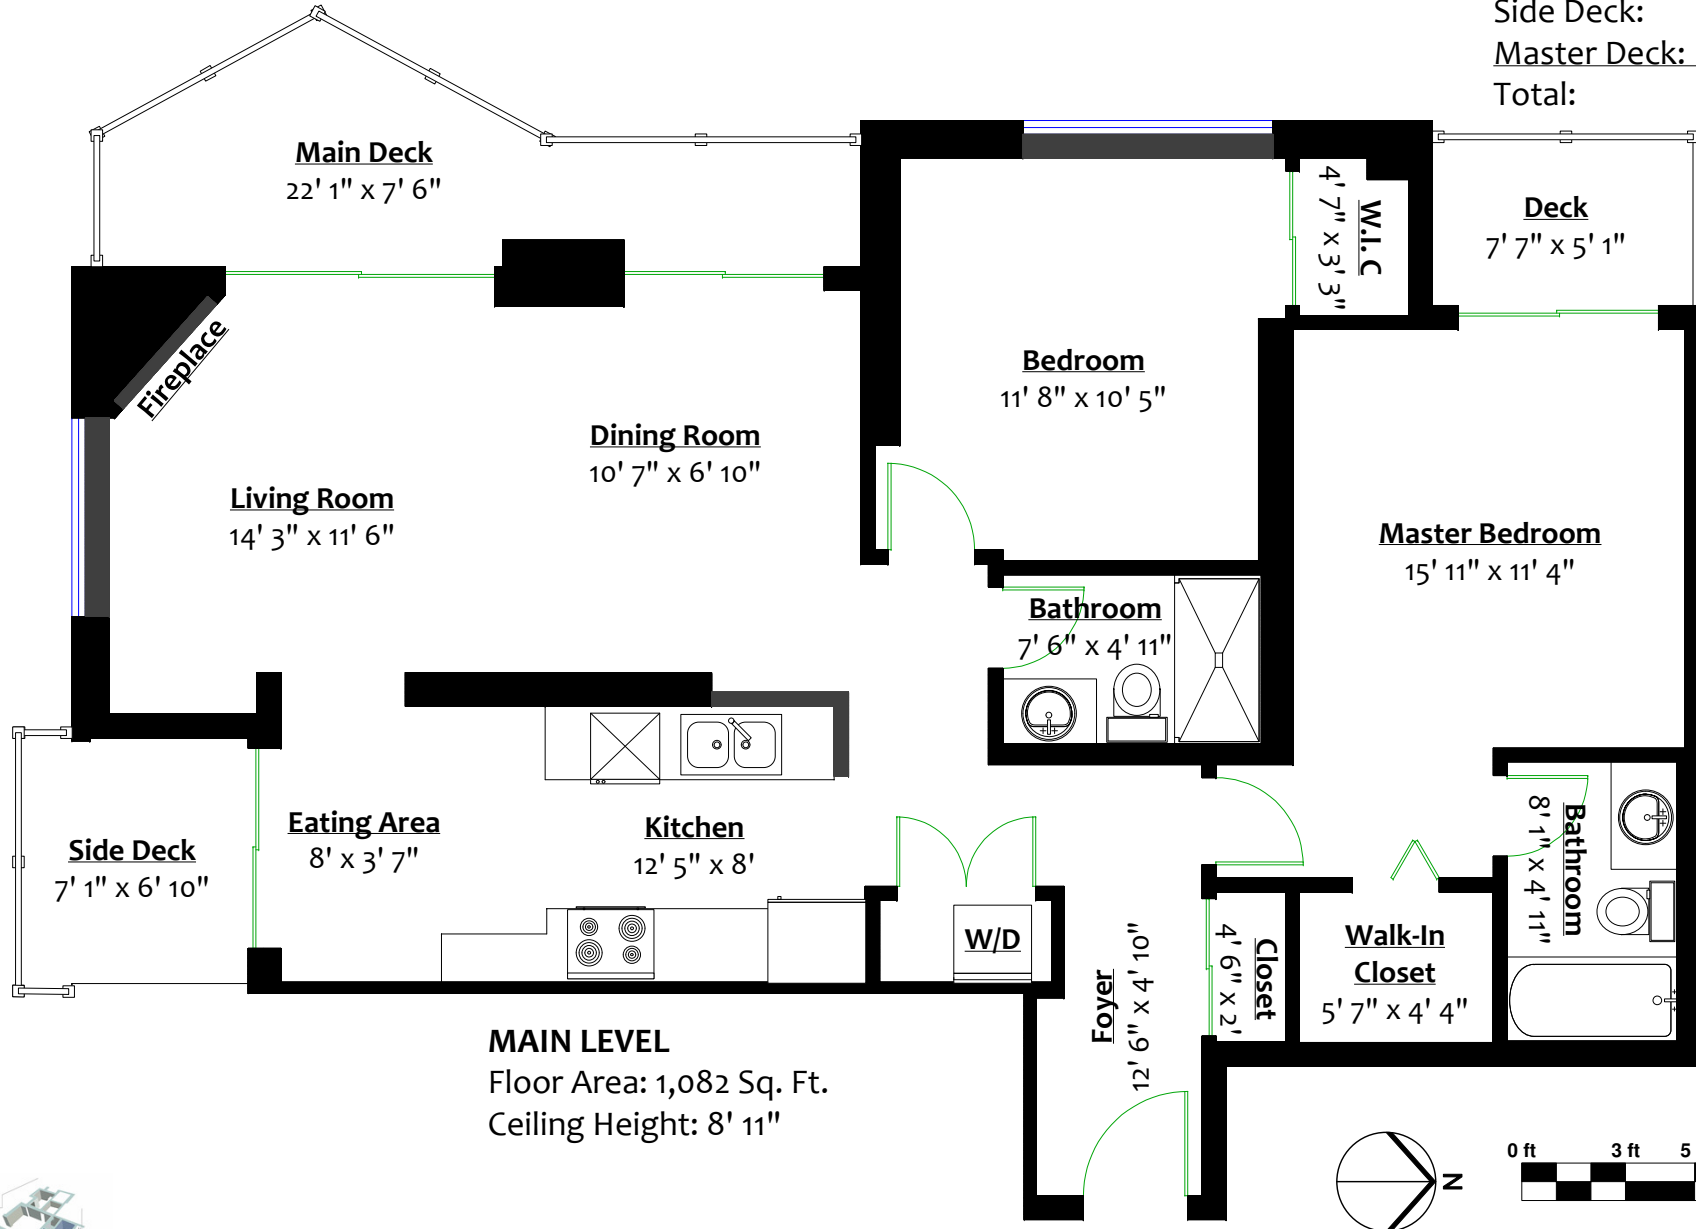 Side Deck:
Master Deck:
Total:
Main Deck
22' 1" x 7' 6"
W.I.C
4' 7" x 3' 3"
Deck
7' 7" x 5' 1"
Fireplace
Bedroom
11' 8" x 10' 5"
Dining Room
10' 7" x 6' 10"
Living Room
14' 3" x 11' 6"
Master Bedroom
15' 11" x 11' 4"
Bathroom
7' 6" x 4' 11"
Eating Area
8' x 3' 7"
Kitchen
12' 5" x 8'
Side Deck
7' 1" x 6' 10"
Bathroom
8' 1" x 4' 11"
W/D
Foyer
12' 6" x 4' 10"
Closet
4' 6" x 2'
Walk-In
Closet
5' 7" x 4' 4"
MAIN LEVEL
Floor Area: 1,082 Sq. Ft.
Ceiling Height: 8' 11"
N
0 ft 3 ft 5